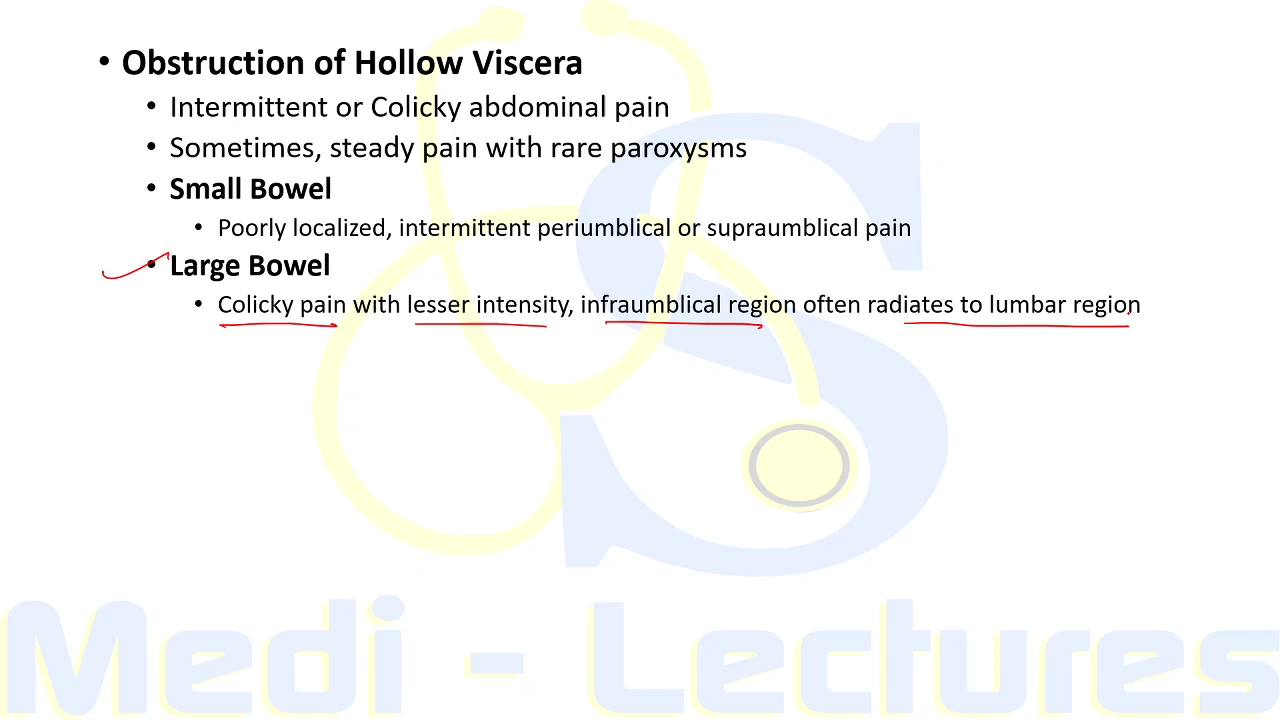 • Obstruction of Hollow Viscera
• Intermittent or Colicky abdominal pain
• Sometimes, steady pain with rare paroxysms
• Small Bowel
• Poorly localized, intermittent periumblical or supraumblical pain
• Large Bowel
• Colicky pain with lesser intensity, infraumblical region often radiates to lumbar region
S
Medi - Lectures